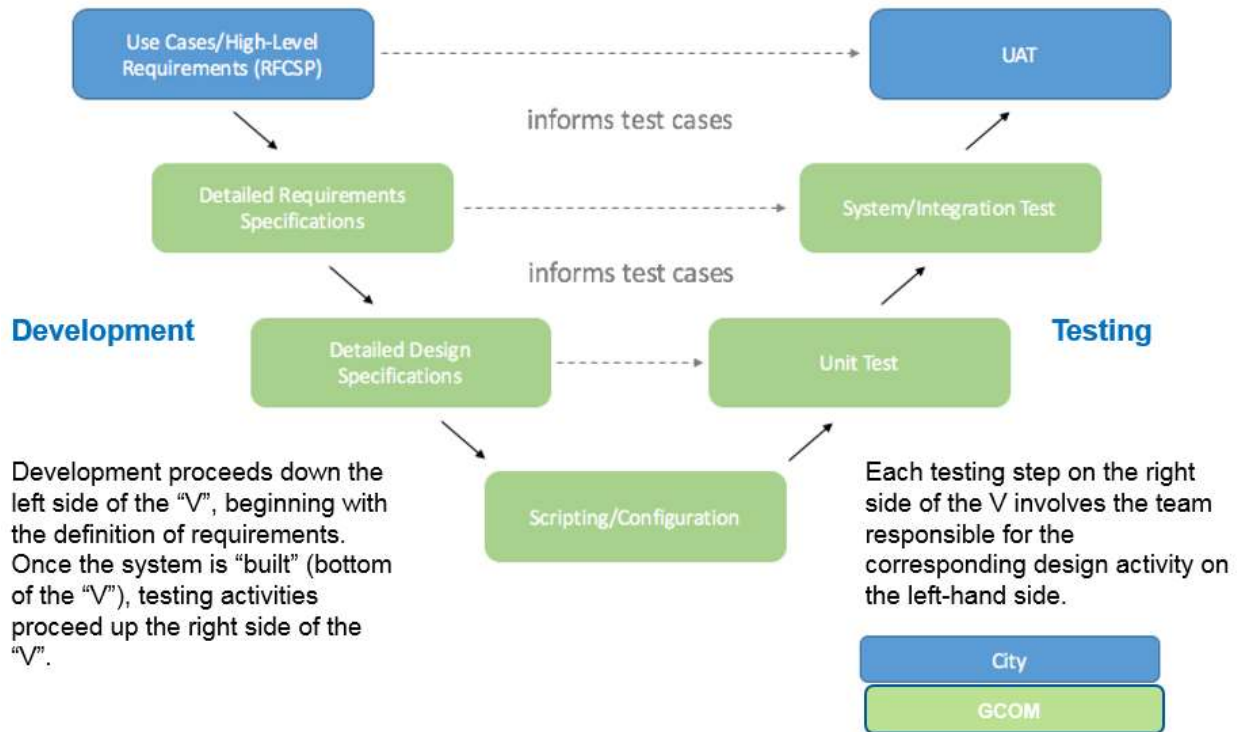 Use Cases/High-Level
Requirements (RFCSP)
UAT
informs test cases
Detailed Requirements
Specifications
System/Integration Test
informs test cases
Development
Testing
Detailed Design
Specifications
Unit Test
Development proceeds down the
left side of the “V”, beginning with
the definition of requirements.
Once the system is “built” (bottom
of the “V”), testing activities
proceed up the right side of the
“V”.
Scripting/Configuration
Each testing step on the right
side of the V involves the team
responsible for the
corresponding design activity on
the left-hand side.
City
GCOM